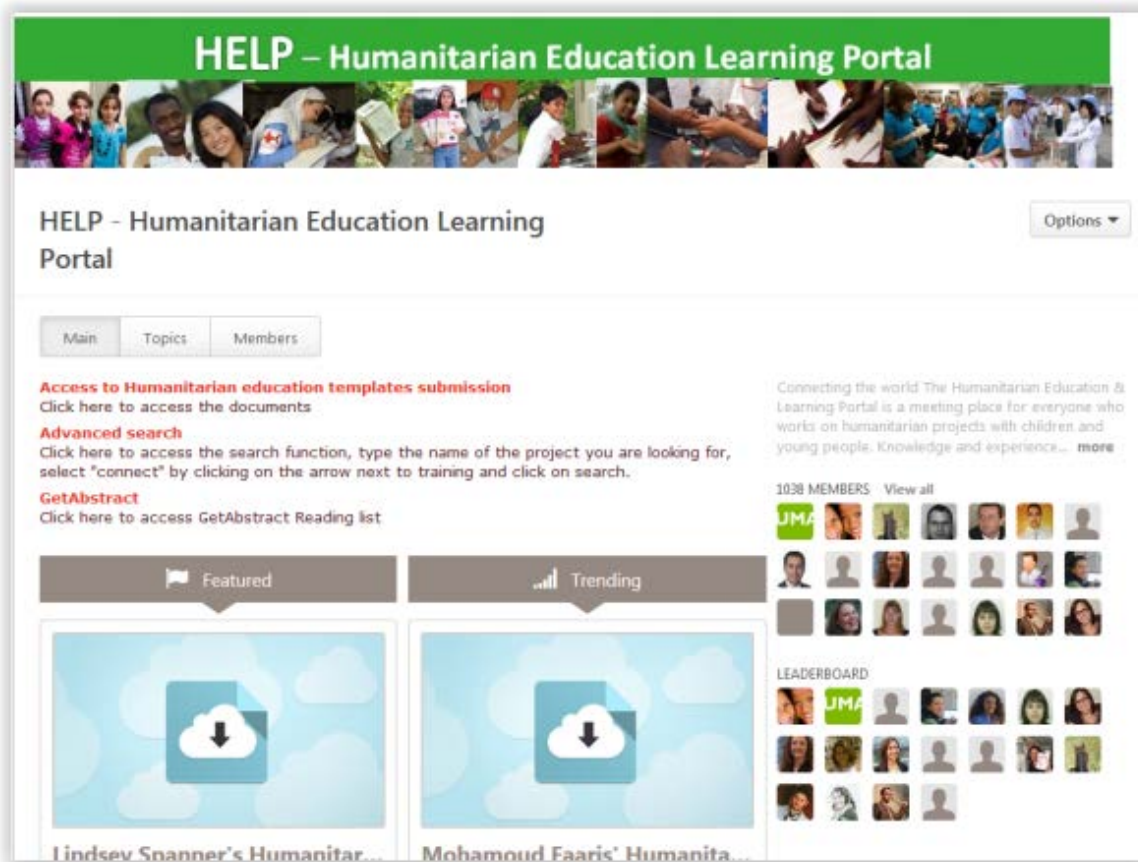 HELP – Humanitarian Education Learning Portal
HELP - Humanitarian Education Learning
Portal
Options
Main
Topics
Members
Access to Humanitarian education templates submission
Click here to access the documents
Advanced search
Click here to access the search function, type the name of the project you are looking for,
select "connect" by clicking on the arrow next to training and click on search.
GetAbstract
Click here to access GetAbstract Reading list
Featured
Trending
Lindsey Spanner's Humanitar...
Mohamoud Faaris' Humanita...
Connecting the world The Humanitarian Education &
Learning Portal is a meeting place for everyone who
works on humanitarian projects with children and
young people. Knowledge and experience... more
1038 MEMBERS View all
UMA
LEADERBOARD
UMA